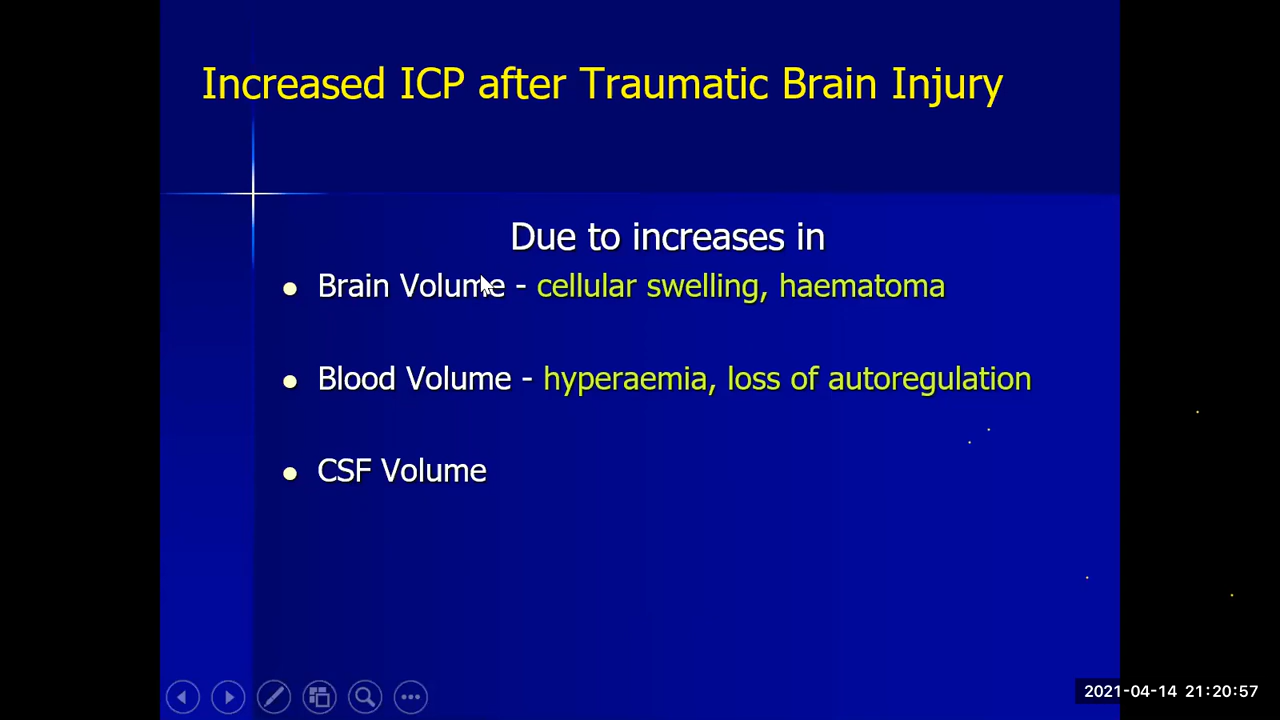 Increased ICP after Traumatic Brain Injury
Due to increases in
Brain Volume - cellular swelling, haematoma
Blood Volume - hyperaemia, loss of autoregulation
CSF Volume
2021-04-14 21:20:57